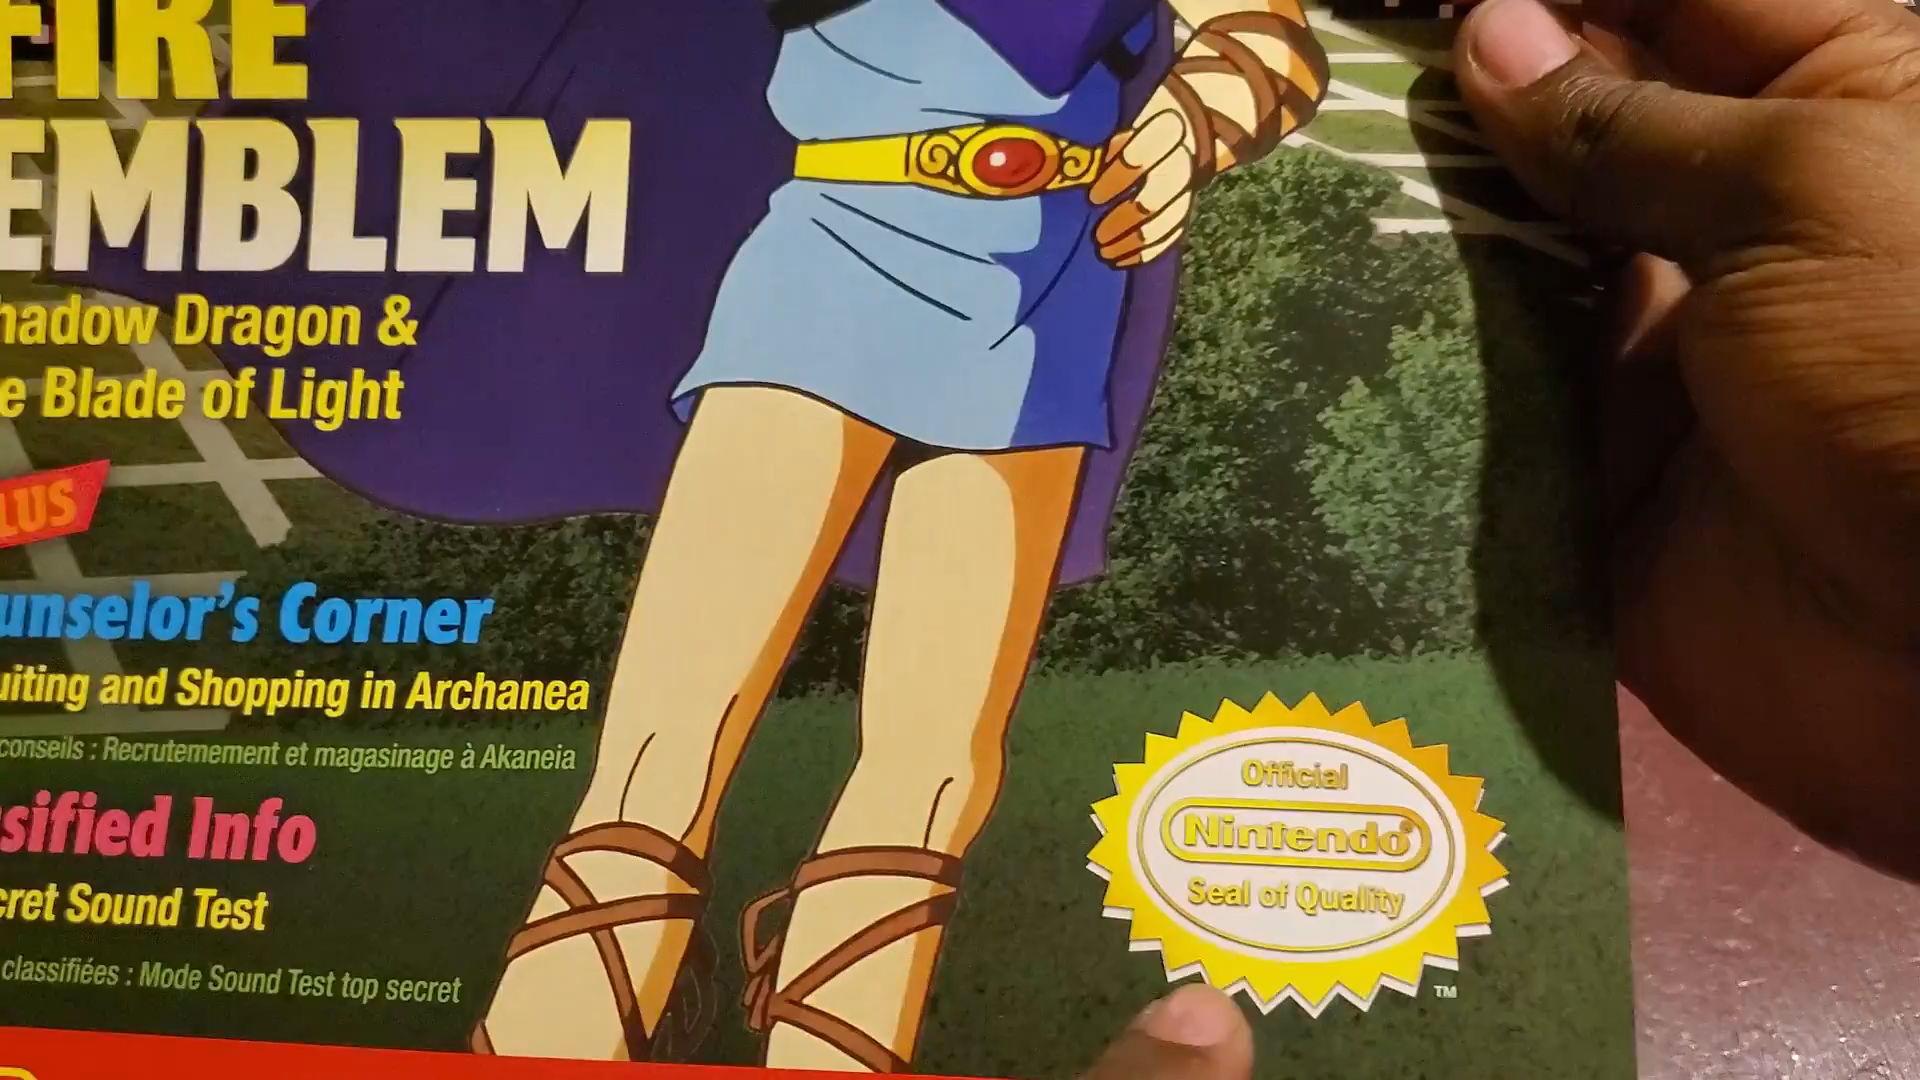 FIRE
EMBLEM
hadow Dragon &
e Blade of Light
LUS
unselor's Corner
uiting and Shopping in Archanea
conseils : Recrutemement et magasinage à Akaneia
sified Info
cret Sound Test
classifiées : Mode Sound Test top secret
Official
Nintendo®
Seal of Quality
TM